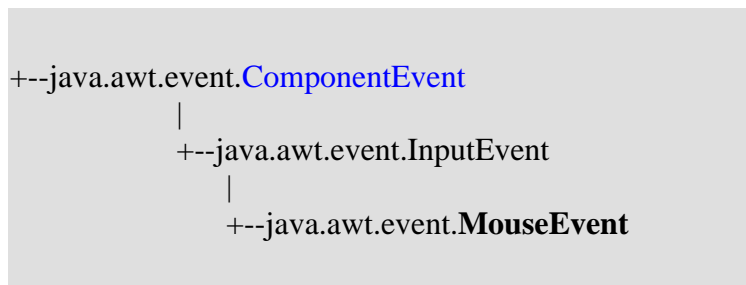 +--java.awt.event.ComponentEvent
|
+--java.awt.event.InputEvent
|
+--java.awt.event.MouseEvent